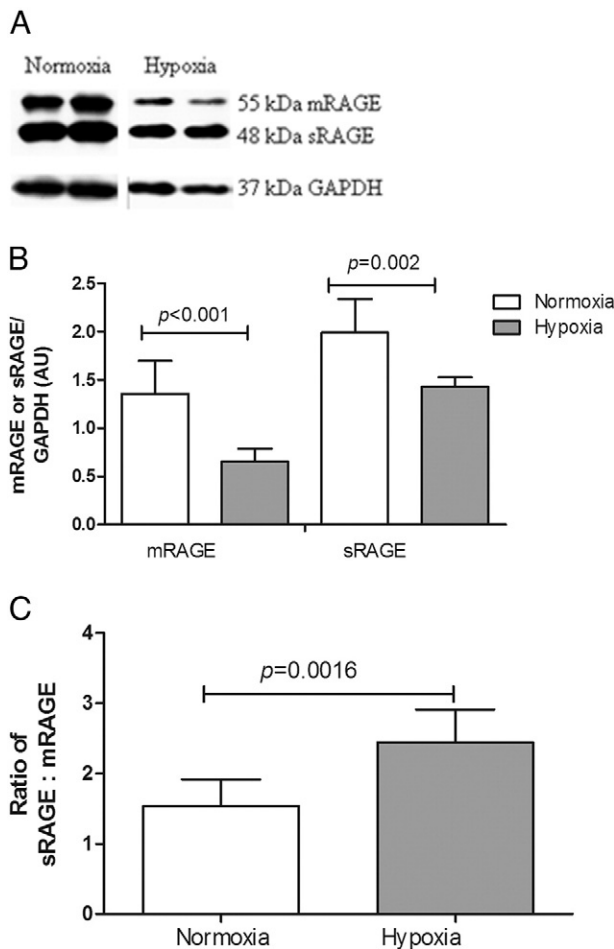 A
Normoxia Hypoxia
55 kDa mRAGE
48 kDa sRAGE
37 kDa GAPDH
B
mRAGE or sRAGE/
GAPDH (AU)
2.5
2.0
1.5
1.0
0.5
0.0
p<0.001
p=0.002
Normoxia
Hypoxia
mRAGE sRAGE
C
Ratio of
sRAGE : mRAGE
4
3
2
1
0
p=0.0016
Normoxia Hypoxia